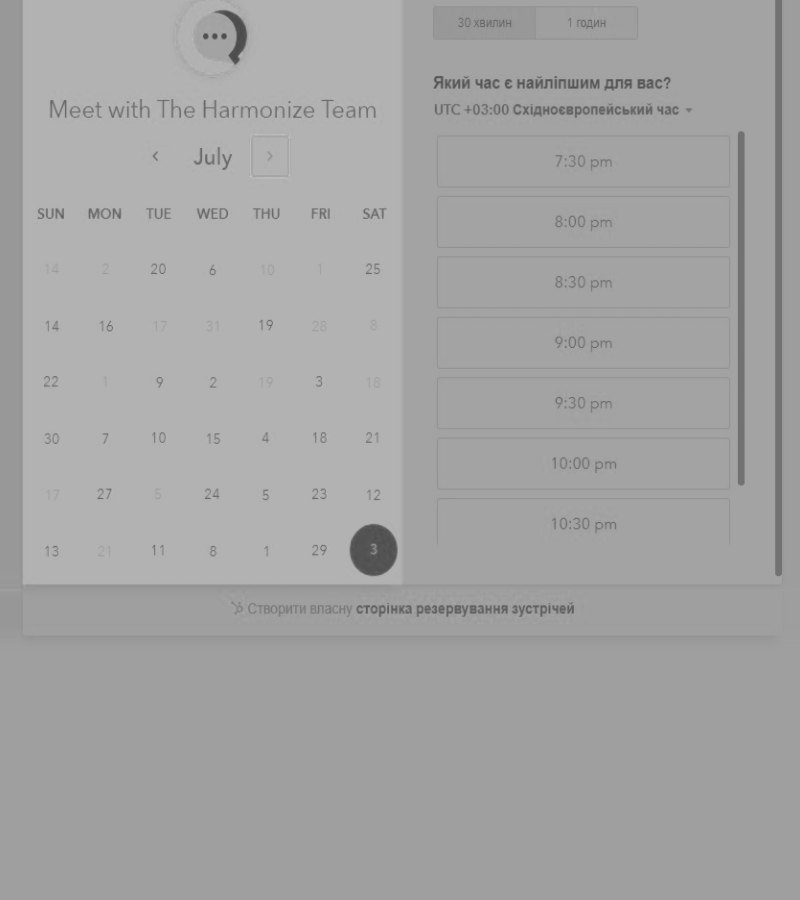 30 хвилин 1 годин
Meet with The Harmonize Team
July
SUN MON TUE WED THU FRI SAT
14 2 20 6 10 1 25
14 16 17 31 19 28 8
22 1 9 2 19 3 18
30 7 10 15 4 18 21
17 27 5 24 5 23 12
13 21 11 8 1 29 3
Який час є найліпшим для вас?
UTC +03:00 Східноєвропейський час
7:30 pm
8:00 pm
8:30 pm
9:00 pm
9:30 pm
10:00 pm
10:30 pm
Створити власну сторінка резервування зустрічей